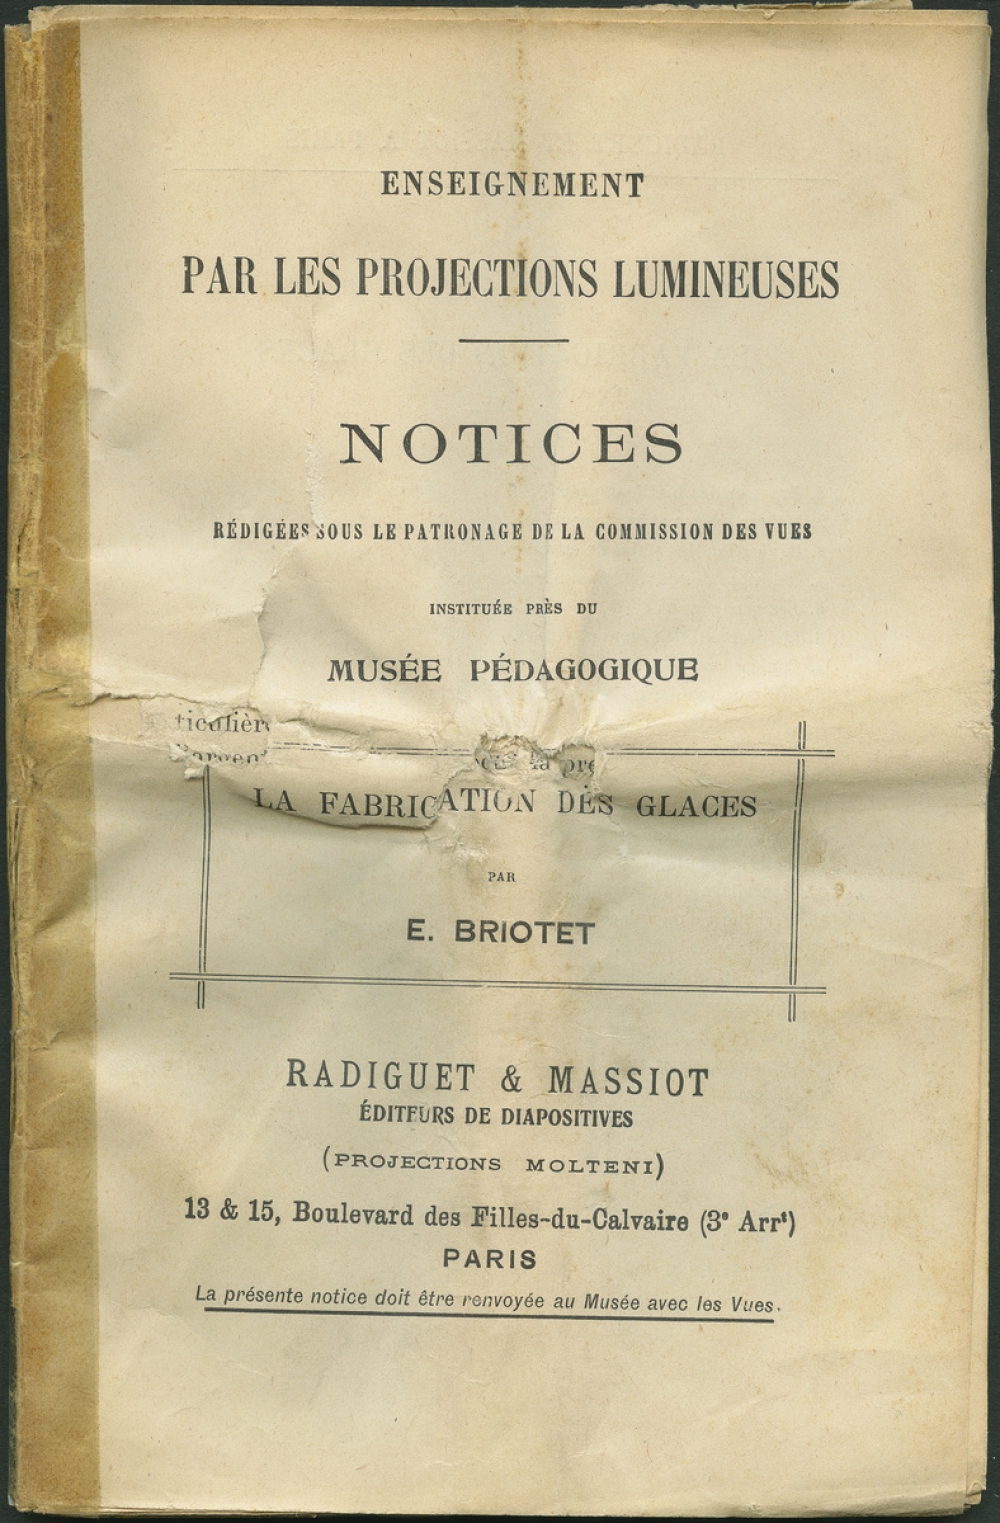 ENSEIGNEMENT
PAR LES PROJECTIONS LUMINEUSES
NOTICES
RÉDIGÉES SOUS LE PATRONAGE DE LA COMMISSION DES VUES
INSTITUÉE PRÈS DU
MUSÉE PÉDAGOGIQUE
LA FABRICATION DES GLACES
PAR
E. BRIOTET
RADIGUET & MASSIOT
ÉDITEURS DE DIAPOSITIVES
(PROJECTIONS MOLTENI)
13 & 15, Boulevard des Filles-du-Calvaire (3e Arrt)
PARIS
La présente notice doit être renvoyée au Musée avec les Vues.